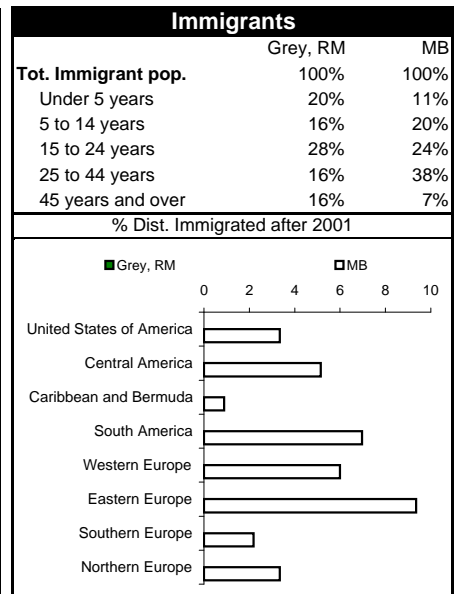 Immigrants
Grey, RM MB
Tot. Immigrant pop. 100% 100%
Under 5 years 20% 11%
5 to 14 years 16% 20%
15 to 24 years 28% 24%
25 to 44 years 16% 38%
45 years and over 16% 7%
% Dist. Immigrated after 2001
Grey, RM MB
0 2 4 6 8 10
United States of America
Central America
Caribbean and Bermuda
South America
Western Europe
Eastern Europe
Southern Europe
Northern Europe